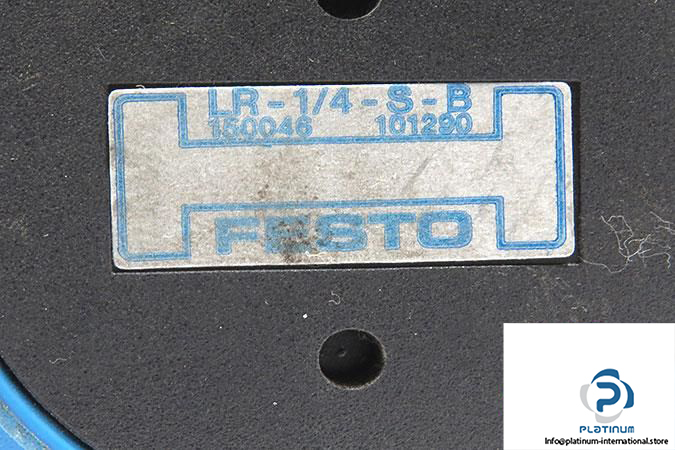 LR - 1/4 - S - B
150046 101290
FESTO
PLATINUM
Info@platinum-international.store